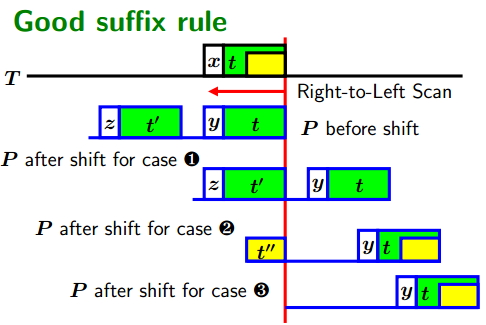 Good suffix rule
x t
T
Right-to-Left Scan
z t′ y t P before shift
P after shift for case ❶
z t′ y t
P after shift for case ❷
t″ y t
P after shift for case ❸
y t